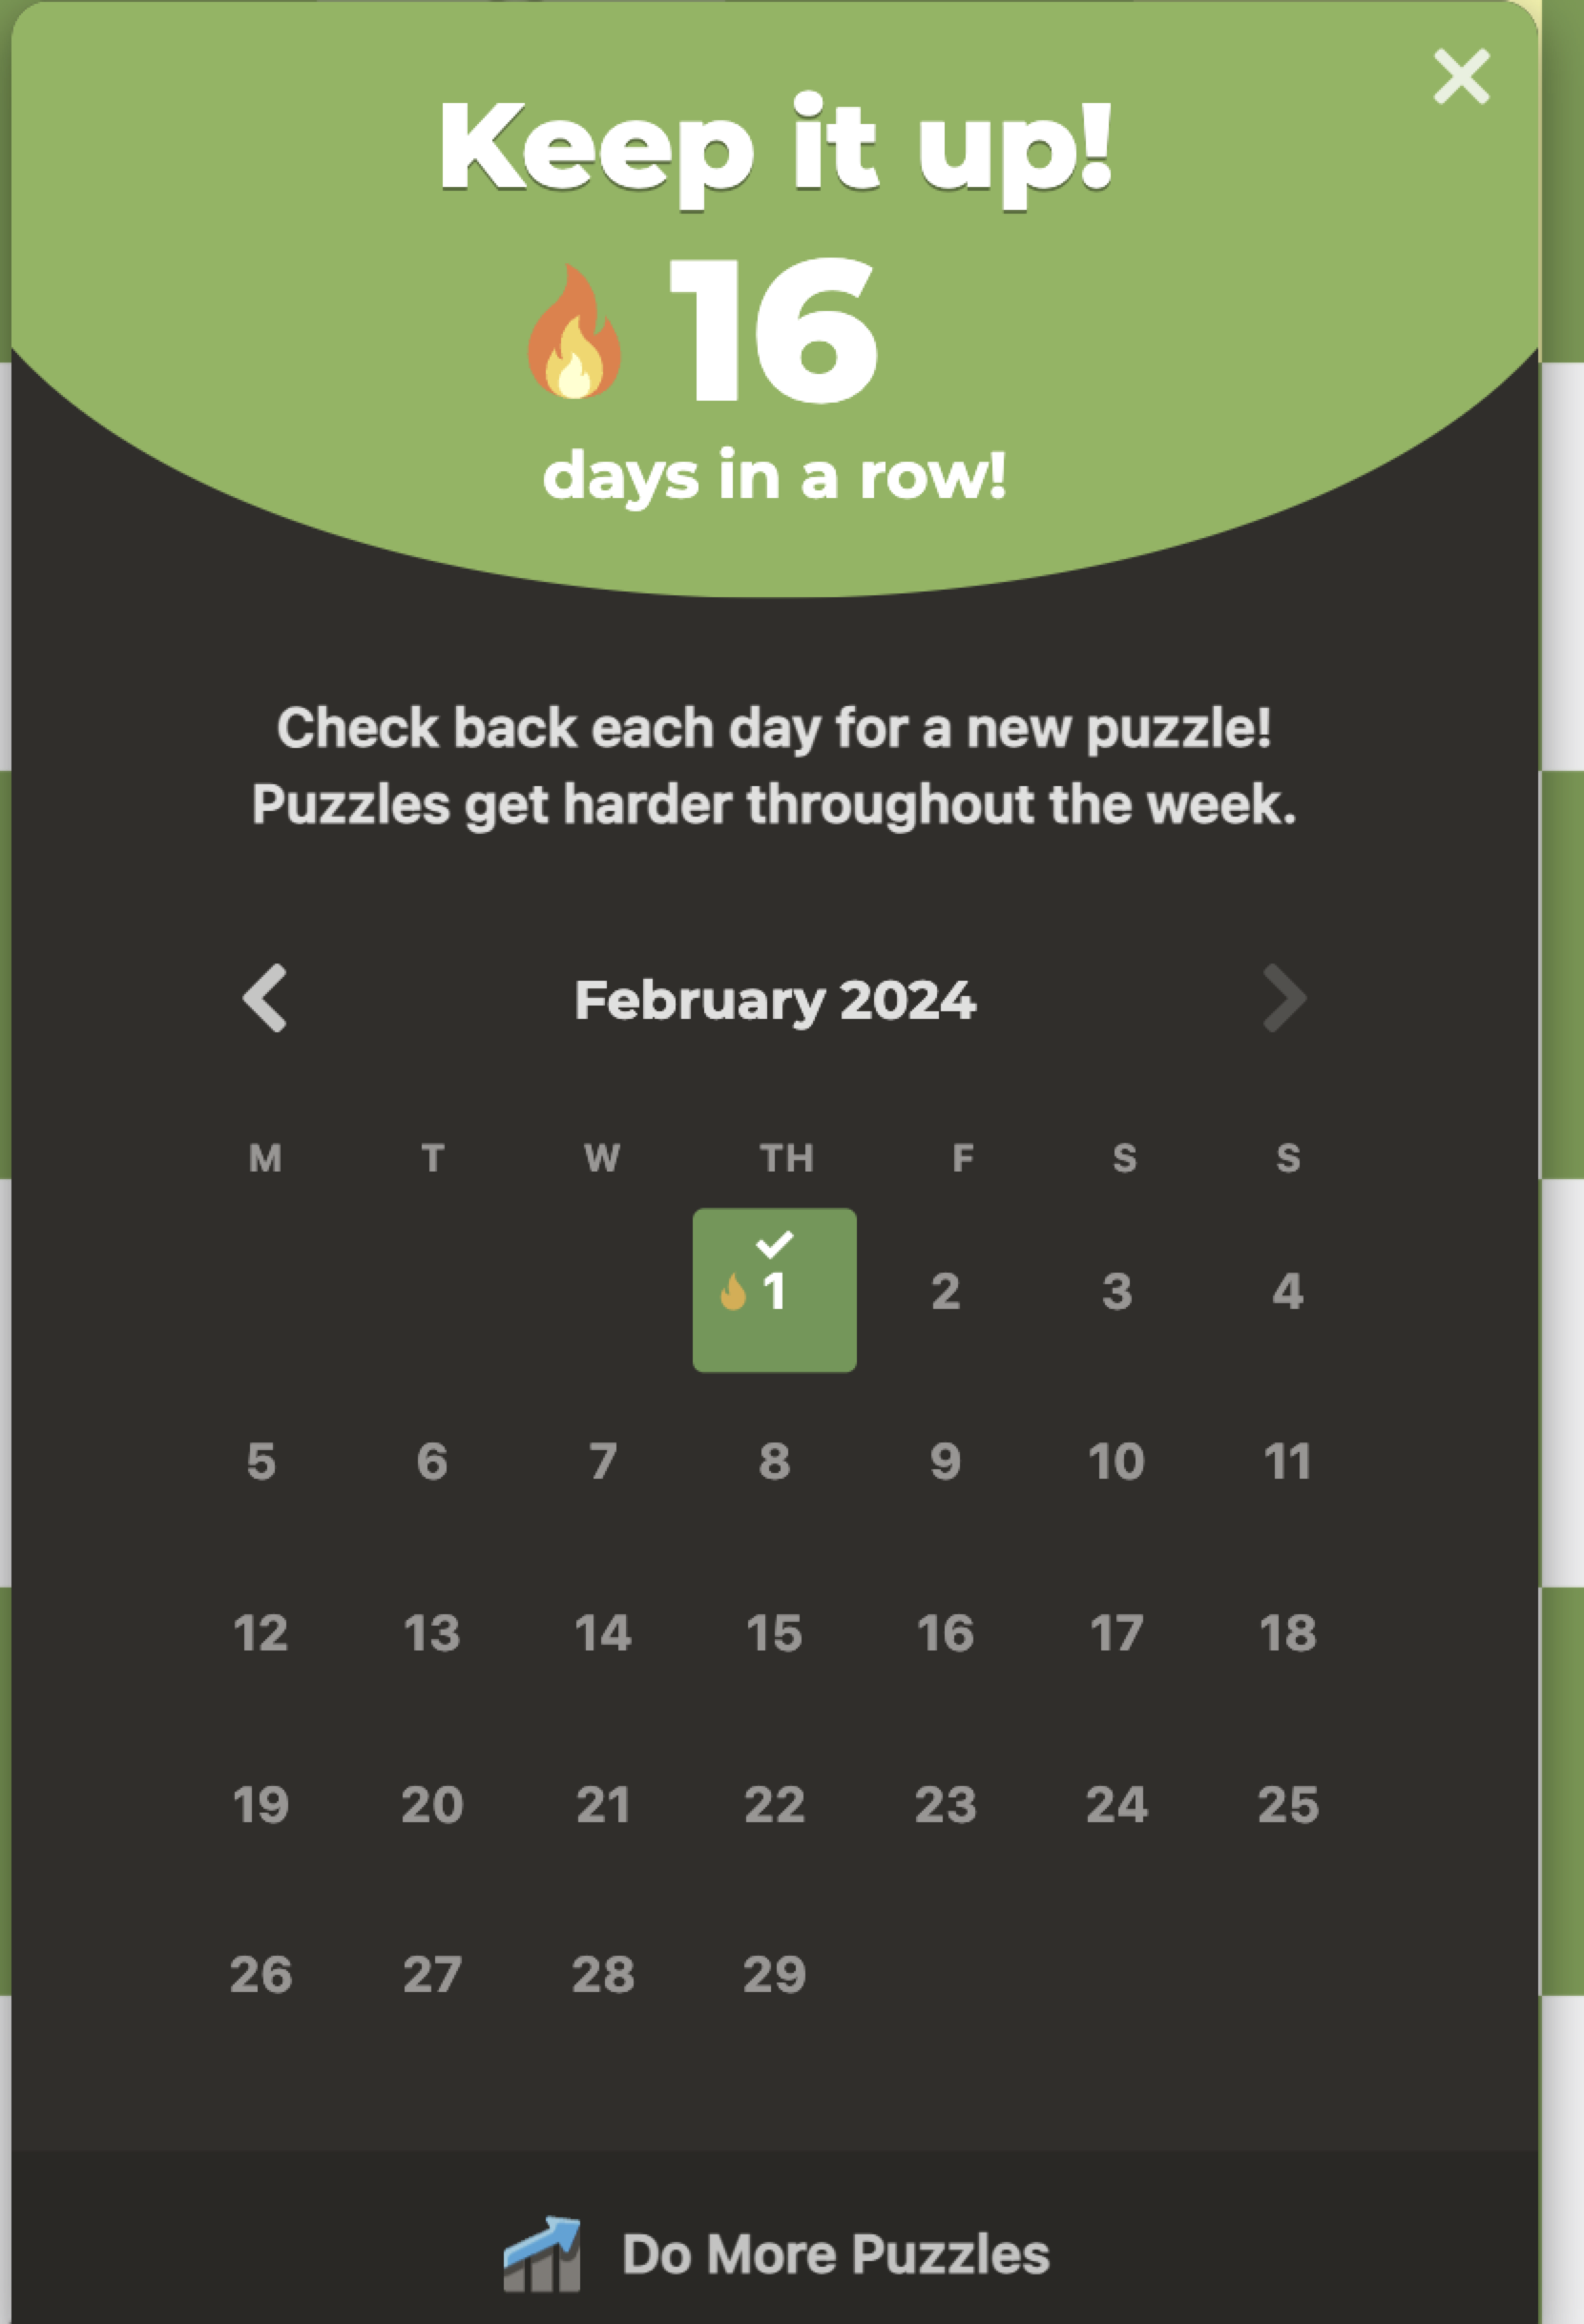 Keep it up!
16
days in a row!
Check back each day for a new puzzle!
Puzzles get harder throughout the week.
February 2024
M T W TH F S S
1 2 3 4
5 6 7 8 9 10 11
12 13 14 15 16 17 18
19 20 21 22 23 24 25
26 27 28 29
Do More Puzzles